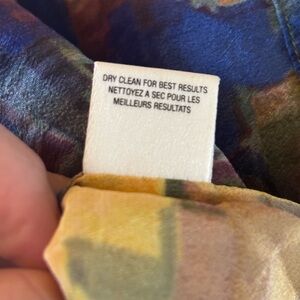 DRY CLEAN FOR BEST RESULTS
NETTOYEZ A SEC POUR LES
MEILLEURS RESULTATS